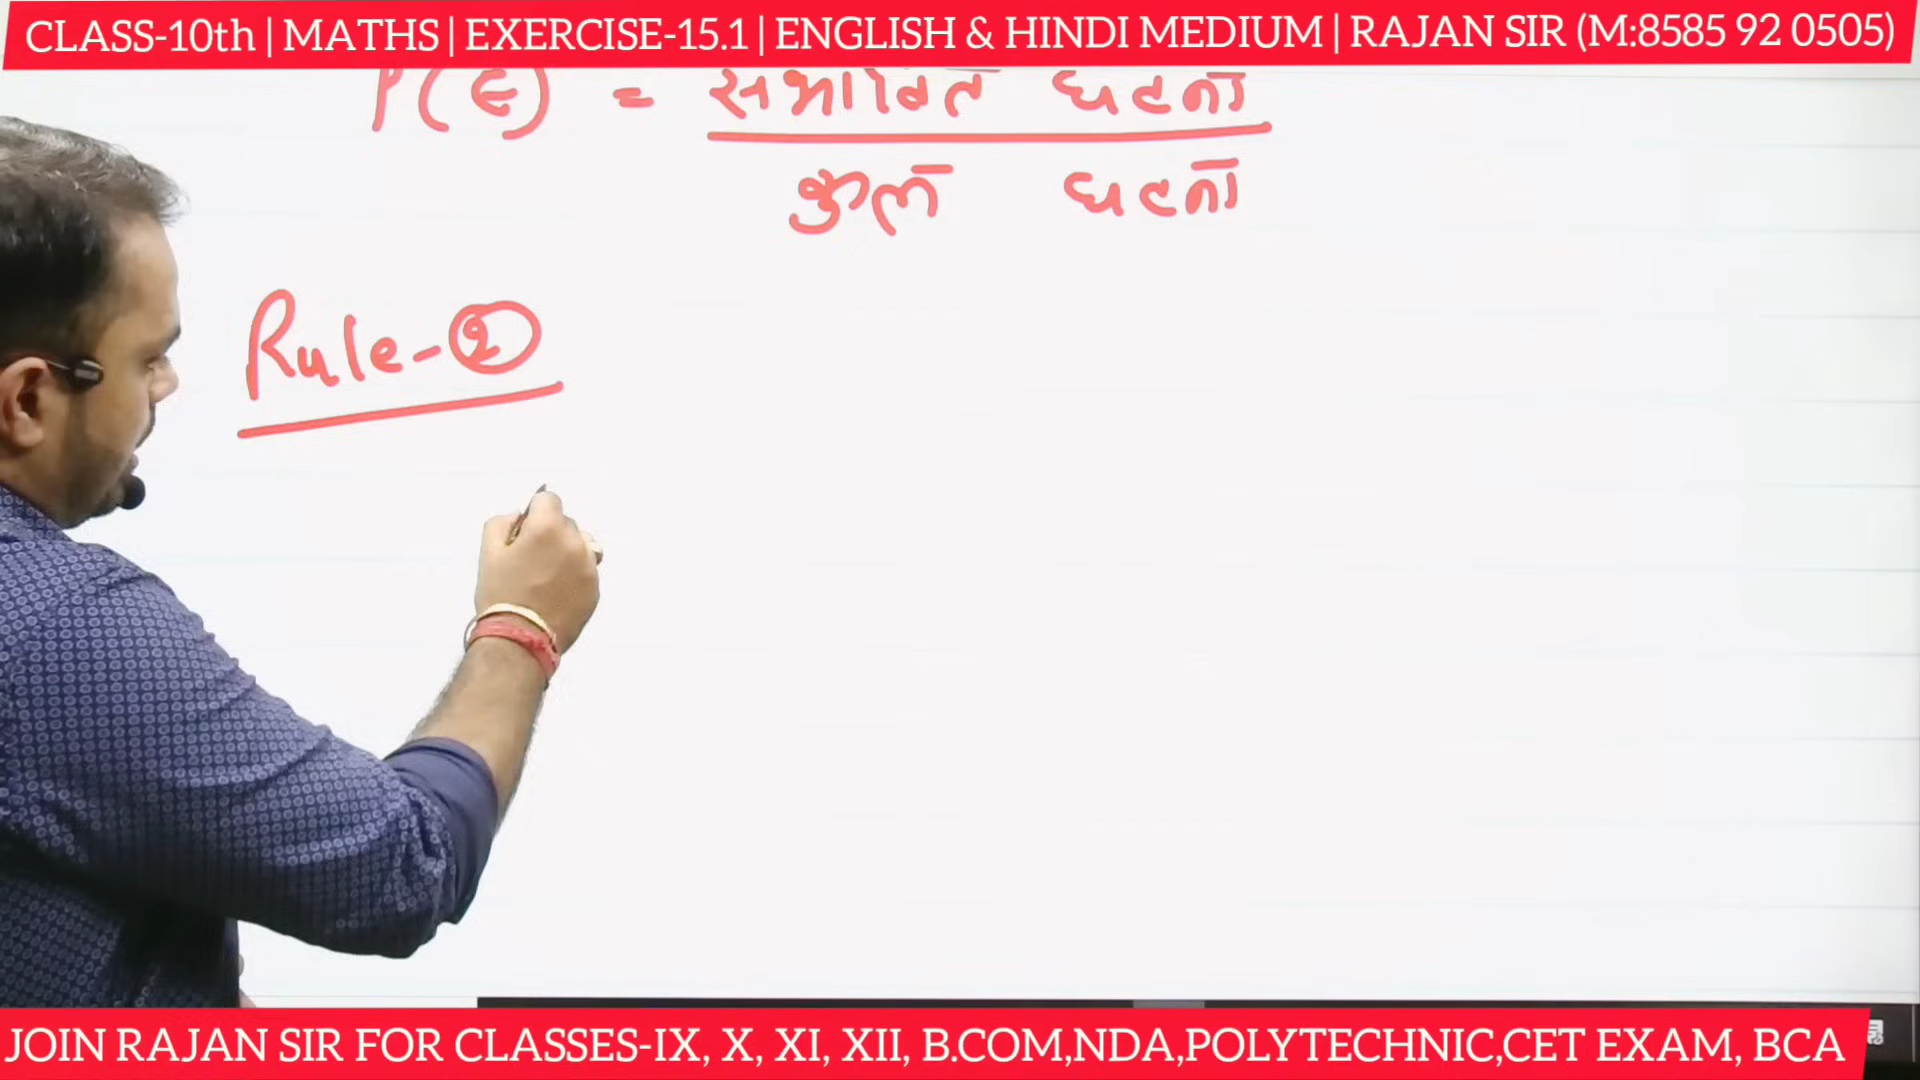 CLASS-10th | MATHS | EXERCISE-15.1 | ENGLISH & HINDI MEDIUM | RAJAN SIR (M:8585 92 0505)
P(E) = सभावित घटना
कुल घटना
Rule-②
JOIN RAJAN SIR FOR CLASSES-IX, X, XI, XII, B.COM,NDA,POLYTECHNIC,CET EXAM, BCA